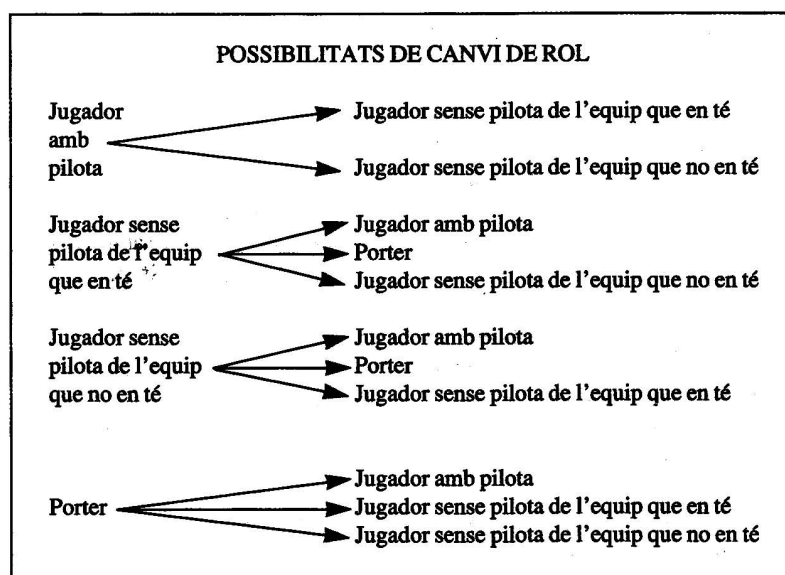 POSSIBILITATS DE CANVI DE ROL
Jugador
amb
pilota
Jugador sense pilota de l'equip que en té
Jugador sense pilota de l'equip que no en té
Jugador sense
pilota de l'equip
que en té
Jugador amb pilota
Porter
Jugador sense pilota de l'equip que no en té
Jugador sense
pilota de l'equip
que no en té
Jugador amb pilota
Porter
Jugador sense pilota de l'equip que en té
Porter
Jugador amb pilota
Jugador sense pilota de l'equip que en té
Jugador sense pilota de l'equip que no en té